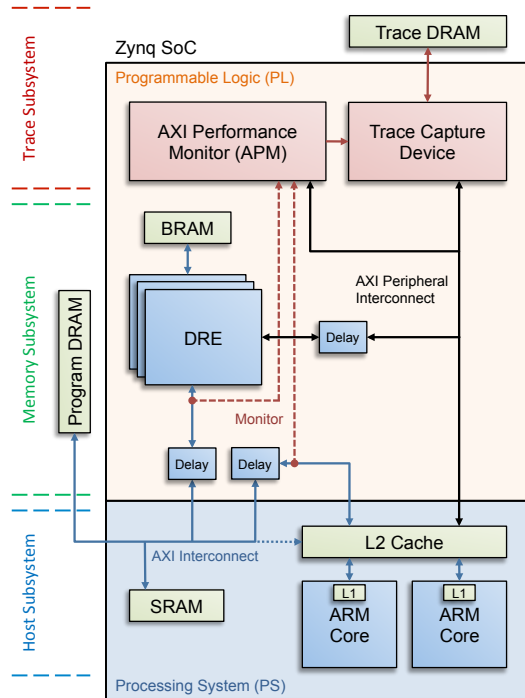 Trace DRAM
Zynq SoC
Programmable Logic (PL)
Trace Subsystem
AXI Performance
Monitor (APM)
Trace Capture
Device
BRAM
AXI Peripheral
Interconnect
DRE
Delay
Memory Subsystem
Program DRAM
Monitor
Delay
Delay
L2 Cache
AXI Interconnect
Host Subsystem
SRAM
L1
ARM
Core
L1
ARM
Core
Processing System (PS)